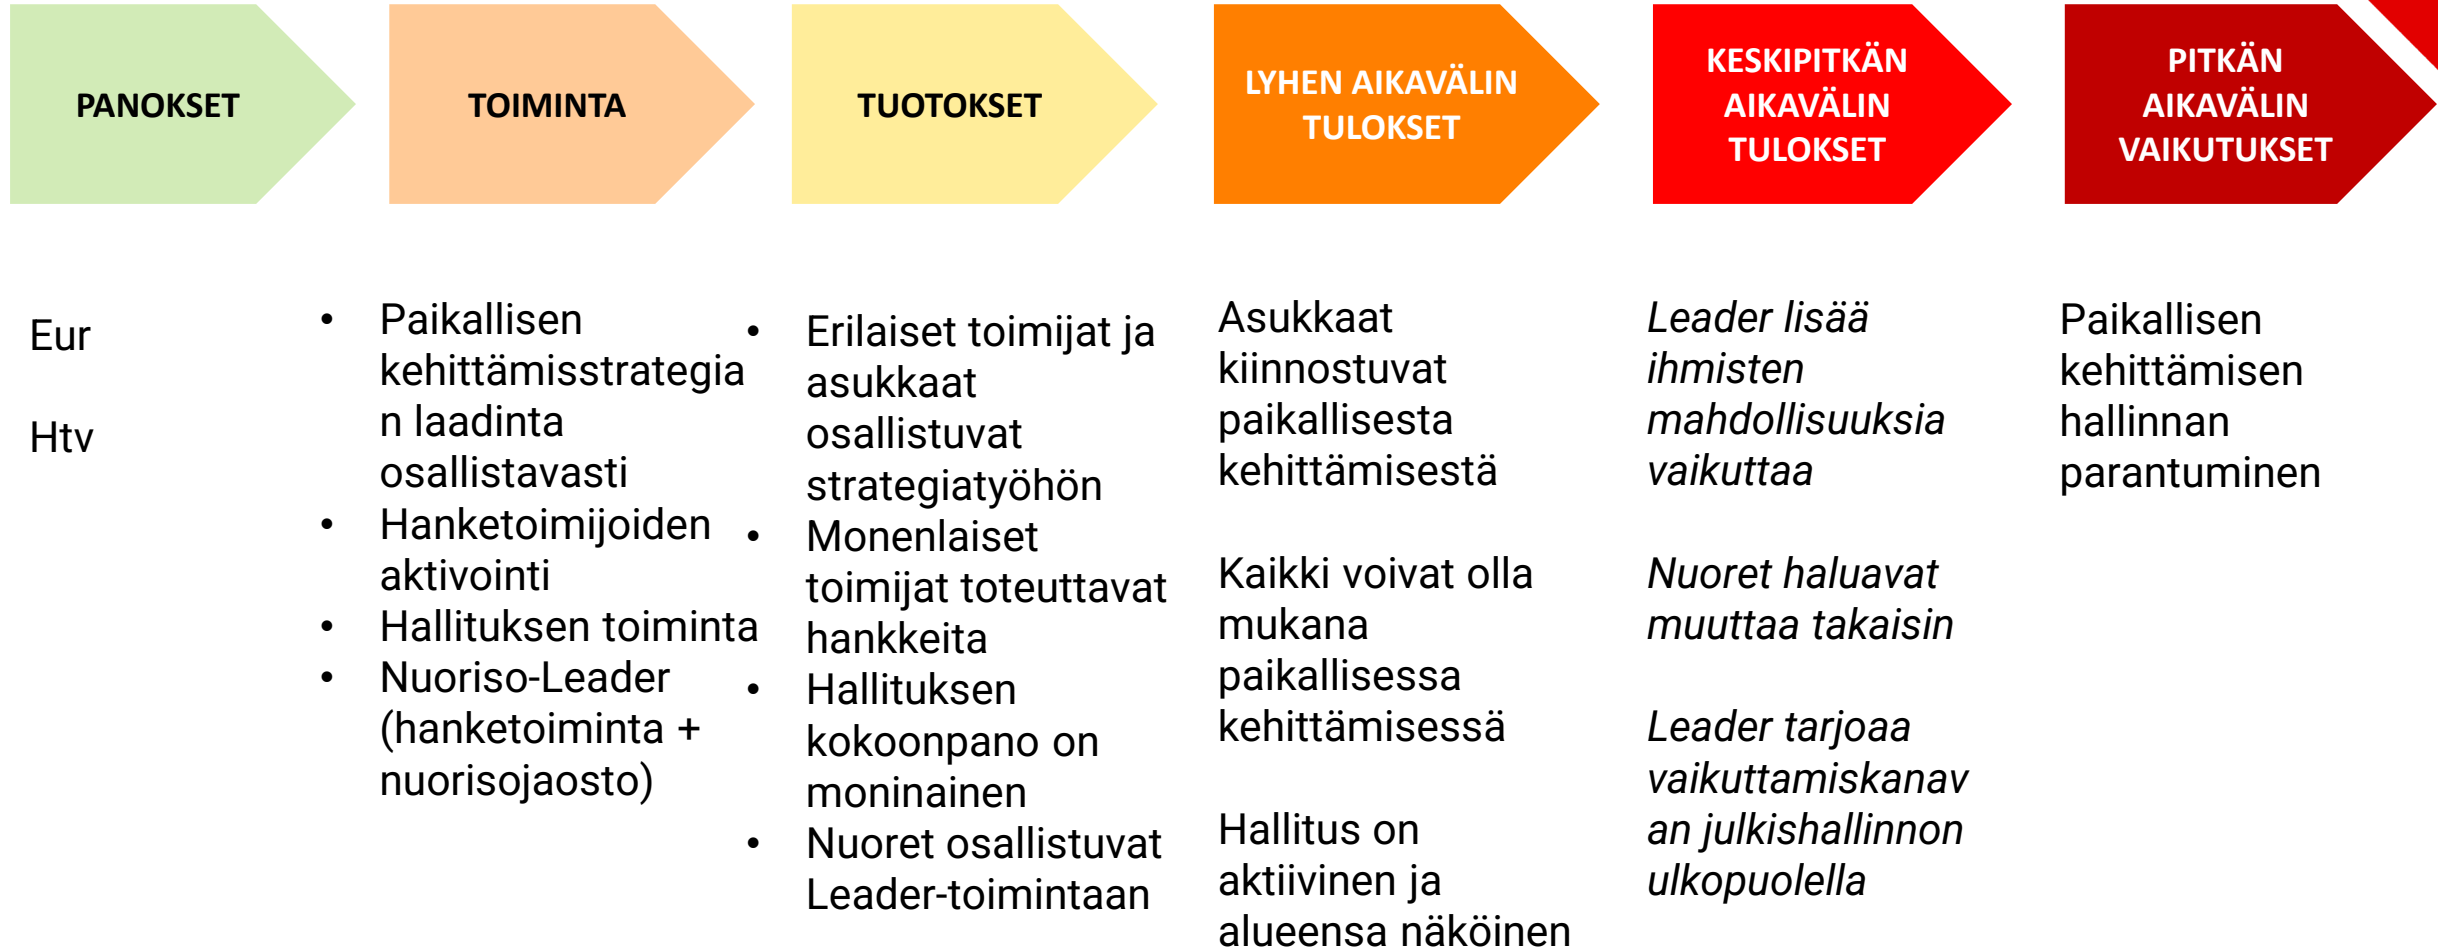 PANOKSET
TOIMINTA
TUOTOKSET
LYHEN AIKAVÄLIN
TULOKSET
KESKIPITKÄN
AIKAVÄLIN
TULOKSET
PITKÄN
AIKAVÄLIN
VAIKUTUKSET
Eur
Htv
• Paikallisen
kehittämisstrategia
n laadinta
osallistavasti
• Hanketoimijoiden
aktivointi
• Hallituksen toiminta
• Nuoriso-Leader
(hanketoiminta +
nuorisojaosto)
• Erilaiset toimijat ja
asukkaat
osallistuvat
strategiatyöhön
• Monenlaiset
toimijat toteuttavat
hankkeita
• Hallituksen
kokoonpano on
moninainen
• Nuoret osallistuvat
Leader-toimintaan
Asukkaat
kiinnostuvat
paikallisesta
kehittämisestä
Kaikki voivat olla
mukana
paikallisessa
kehittämisessä
Hallitus on
aktiivinen ja
alueensa näköinen
Leader lisää
ihmisten
mahdollisuuksia
vaikuttaa
Nuoret haluavat
muuttaa takaisin
Leader tarjoaa
vaikuttamiskanav
an julkishallinnon
ulkopuolella
Paikallisen
kehittämisen
hallinnan
parantuminen